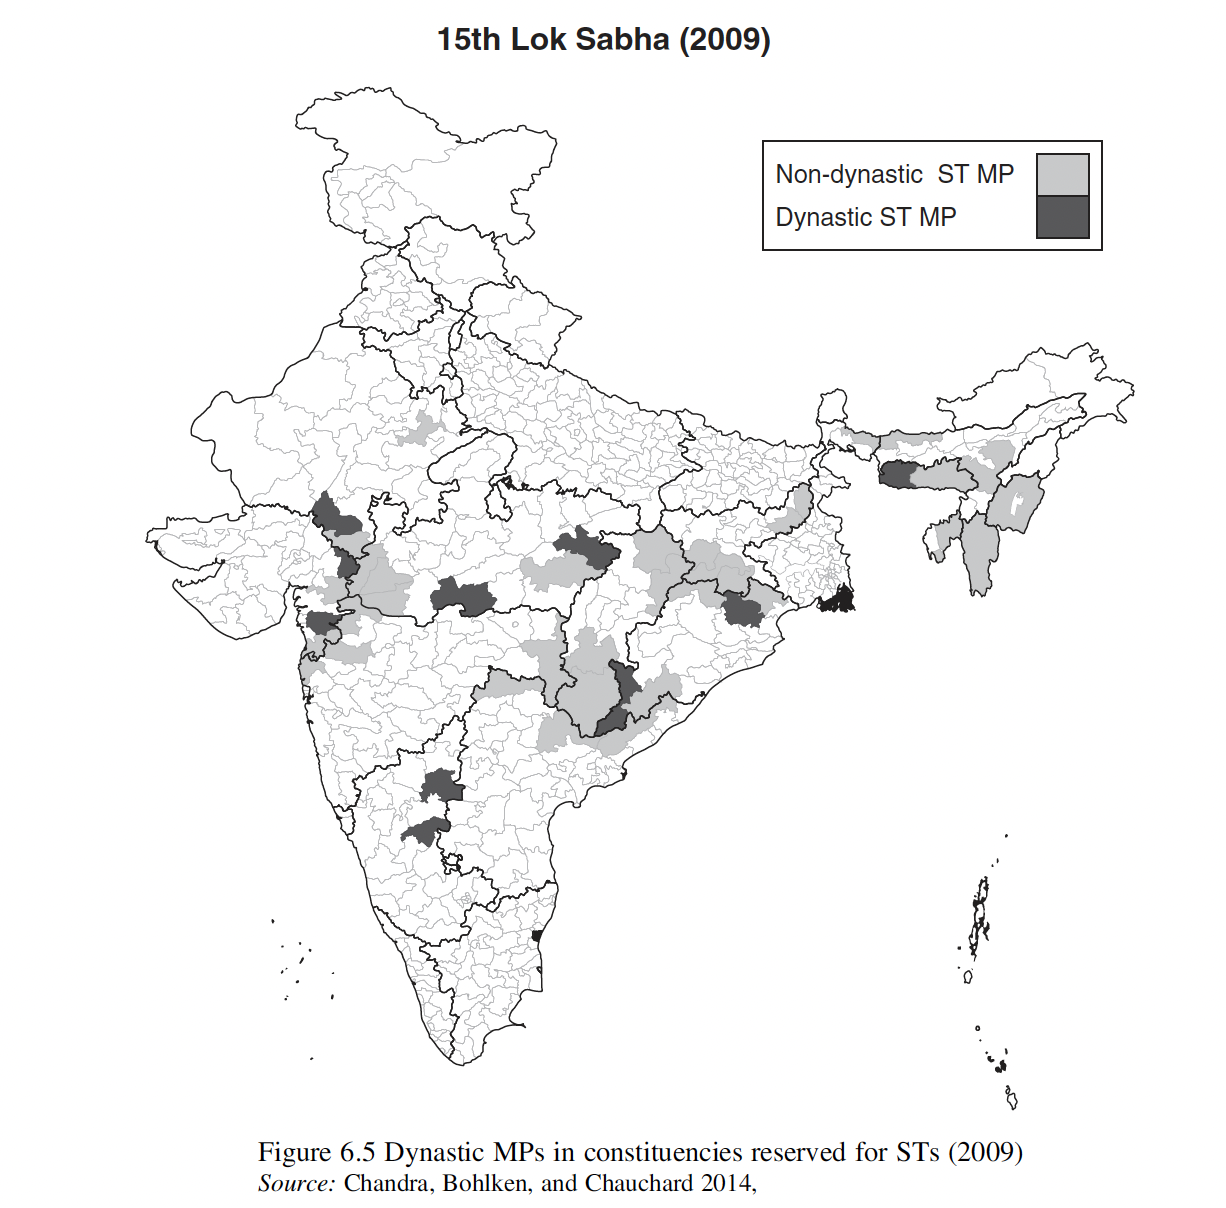 15th Lok Sabha (2009)
Non-dynastic ST MP
Dynastic ST MP
Figure 6.5 Dynastic MPs in constituencies reserved for STs (2009)
Source: Chandra, Bohlken, and Chauchard 2014,